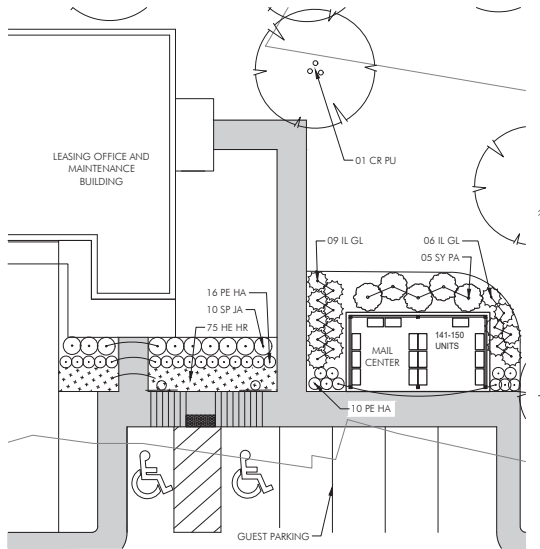 LEASING OFFICE AND
MAINTENANCE
BUILDING
01 CR PU
09 IL GL
06 IL GL
05 SY PA
16 PE HA
10 SP JA
75 HE HR
141-150
UNITS
MAIL
CENTER
10 PE HA
GUEST PARKING